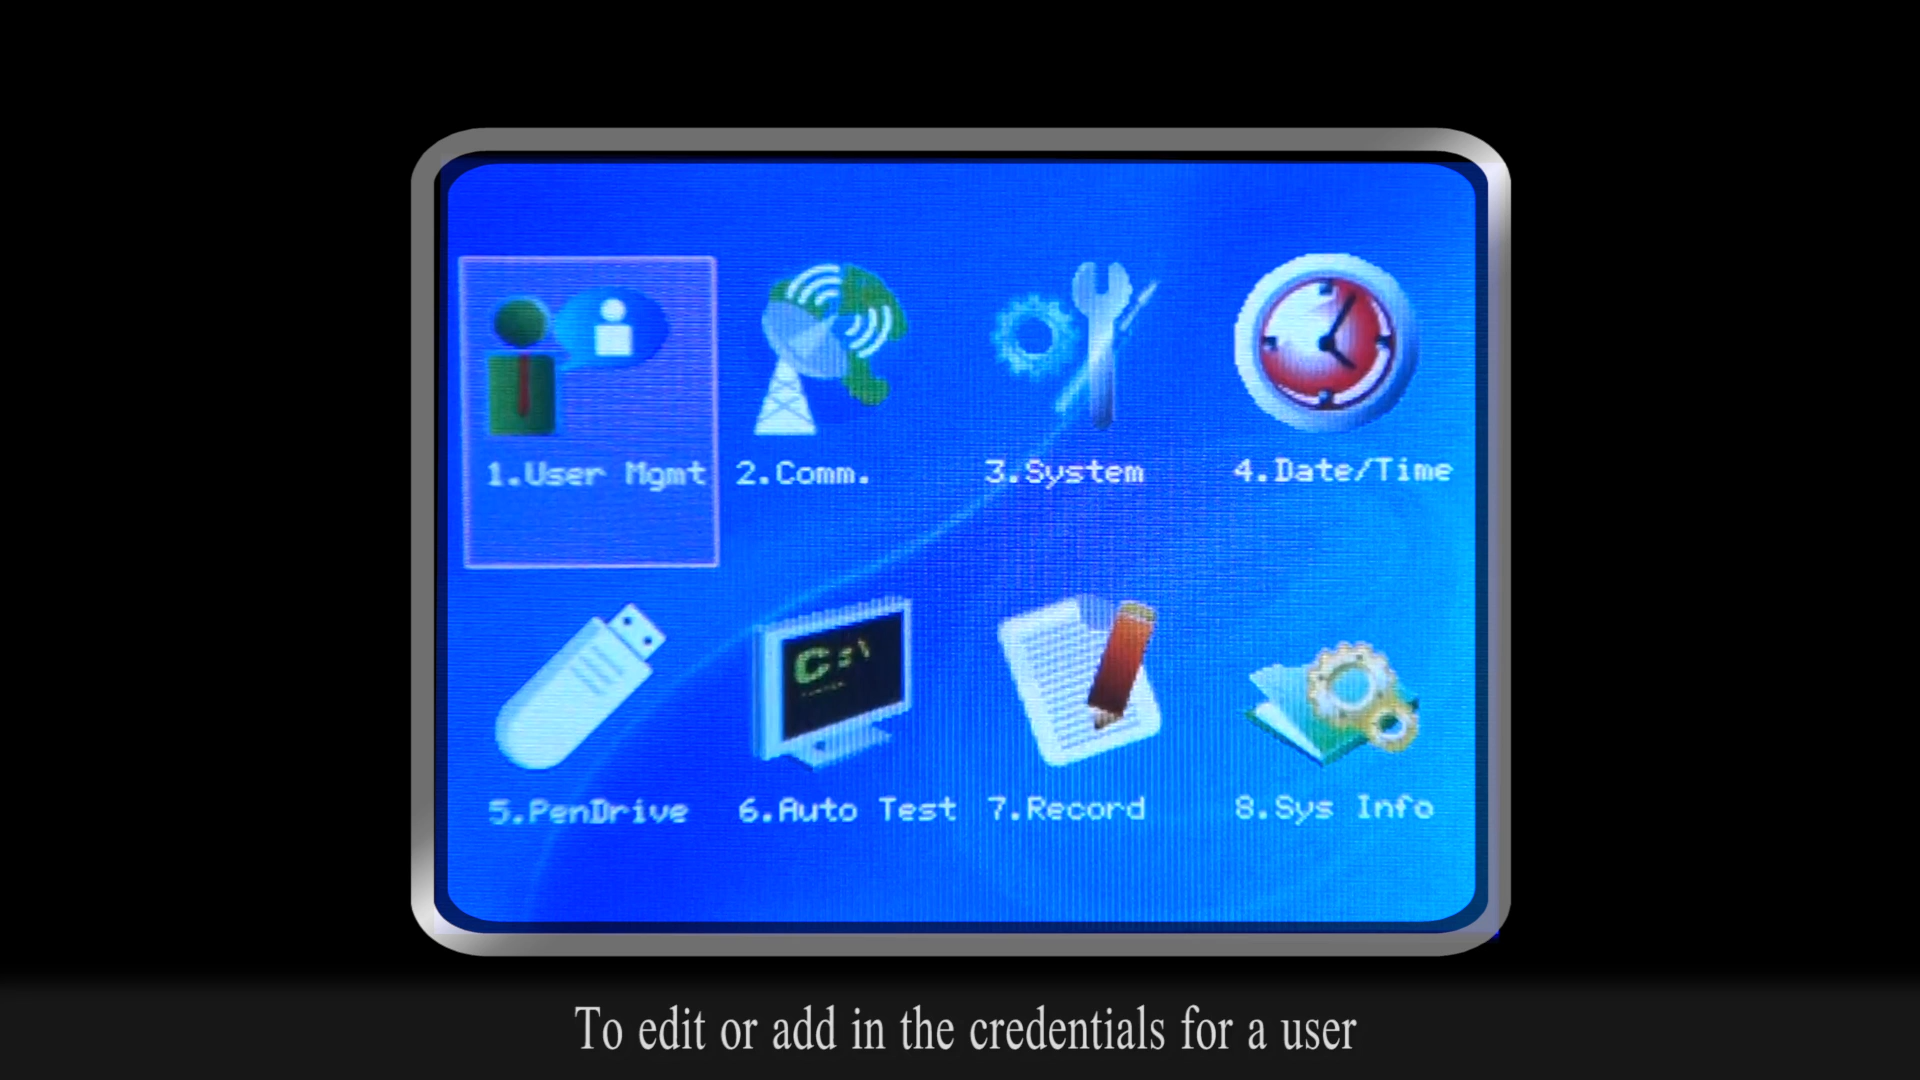 1.User Mgmt 2.Comm. 3.System 4.Date/Time
C:\
5.PenDrive 6.Auto Test 7.Record 8.Sys Info
To edit or add in the credentials for a user